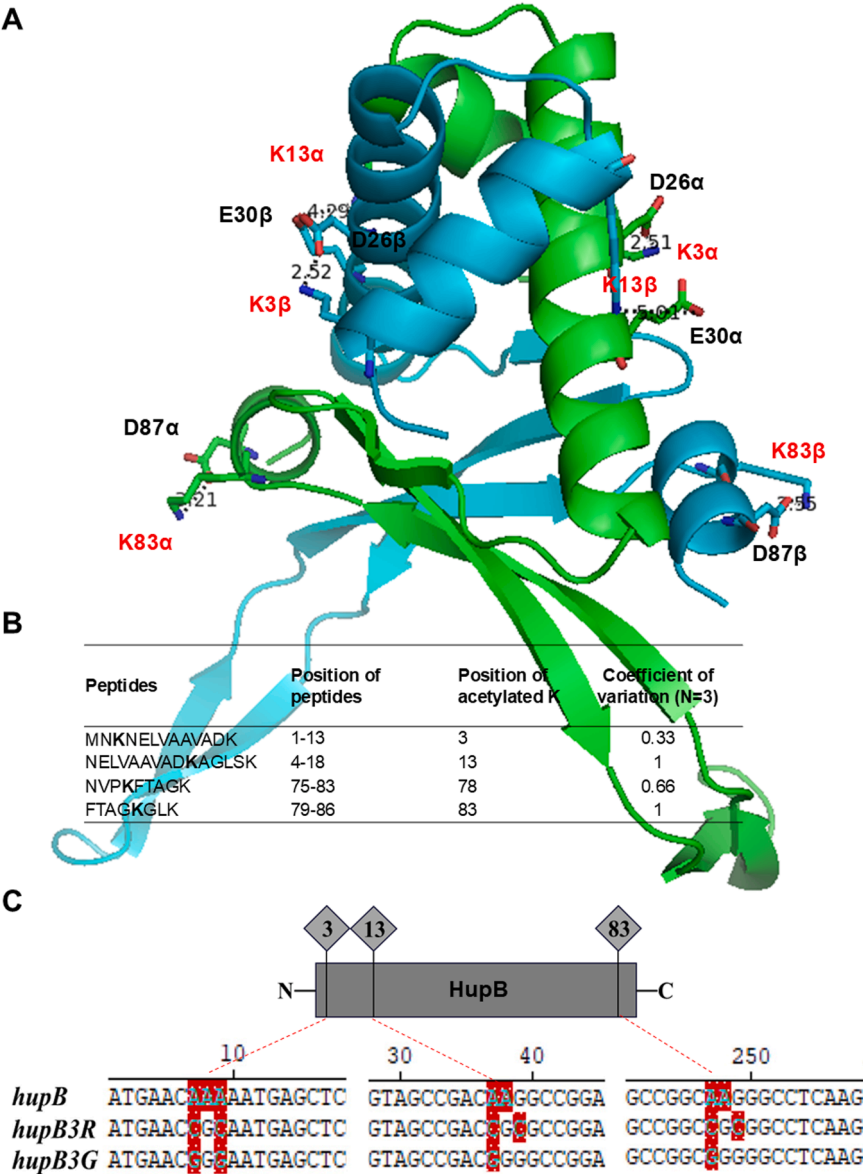 A
K13α
D26α
E30β
4.29
D26β
2.51
K3α
2.52
K13β
K3β
5.01
E30α
D87α
K83β
3.21
K83α
D87β
B
Peptides	Position of peptides	Position of acetylated K	Coefficient of variation (N=3)
MNKNELVAAVADK	1-13	3	0.33
NELVAAVADKAGLSK	4-18	13	1
NVPKFTAGK	75-83	78	0.66
FTAGKGLK	79-86	83	1
C
3 13 83
N HupB C
10 30 40 250
hupB ATGAACAAAAATGAGCTC GTAGCCGACAAGGCCGGA GCCGGCAAGGGCCTCAAG
hupB3R ATGAACCGCAATGAGCTC GTAGCCGACCGCGCCGGA GCCGGCCGCGGCCTCAAG
hupB3G ATGAACGGCAATGAGCTC GTAGCCGACGGGGCCGGA GCCGGCGGGGGCCTCAAG